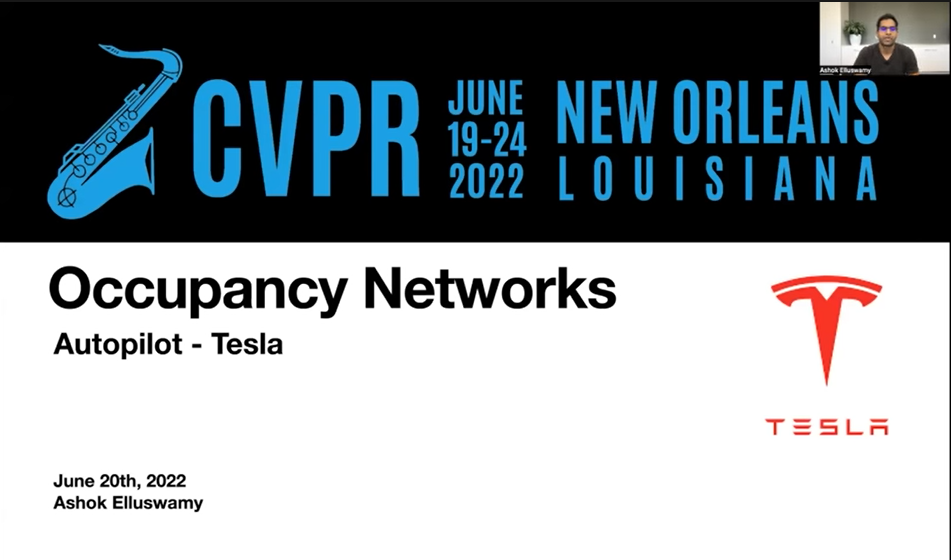 CVPR
JUNE
19-24
2022
NEW ORLEANS
LOUISIANA
Ashok Elluswamy
Occupancy Networks
Autopilot - Tesla
TESLA
June 20th, 2022
Ashok Elluswamy